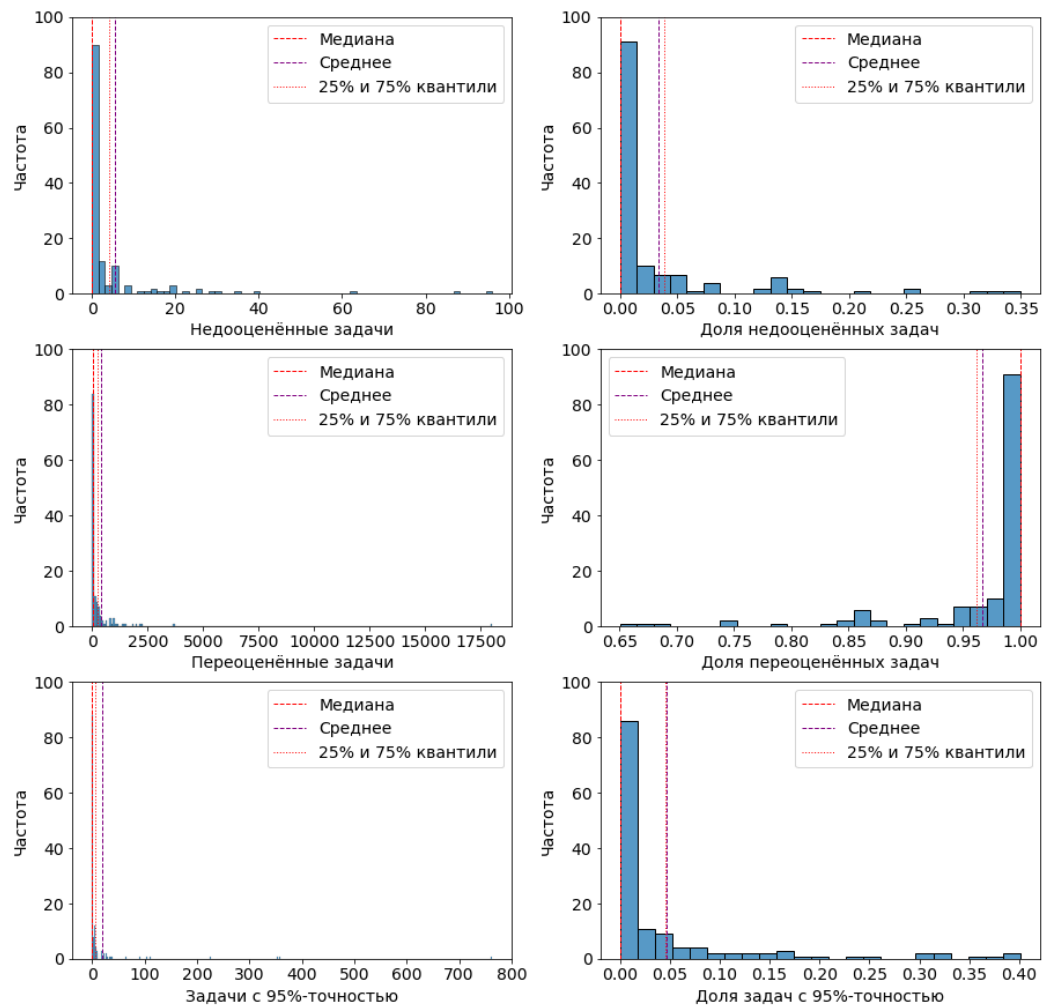 100
80
60
40
20
0
Частота
Медиана
Среднее
25% и 75% квантили
0 20 40 60 80 100
Недооценённые задачи
100
80
60
40
20
0
Частота
Медиана
Среднее
25% и 75% квантили
0.00 0.05 0.10 0.15 0.20 0.25 0.30 0.35
Доля недооценённых задач
100
80
60
40
20
0
Частота
Медиана
Среднее
25% и 75% квантили
0 2500 5000 7500 10000 12500 15000 17500
Переоценённые задачи
100
80
60
40
20
0
Частота
Медиана
Среднее
25% и 75% квантили
0.65 0.70 0.75 0.80 0.85 0.90 0.95 1.00
Доля переоценённых задач
100
80
60
40
20
0
Частота
Медиана
Среднее
25% и 75% квантили
0 100 200 300 400 500 600 700 800
Задачи с 95%-точностью
100
80
60
40
20
0
Частота
Медиана
Среднее
25% и 75% квантили
0.00 0.05 0.10 0.15 0.20 0.25 0.30 0.35 0.40
Доля задач с 95%-точностью